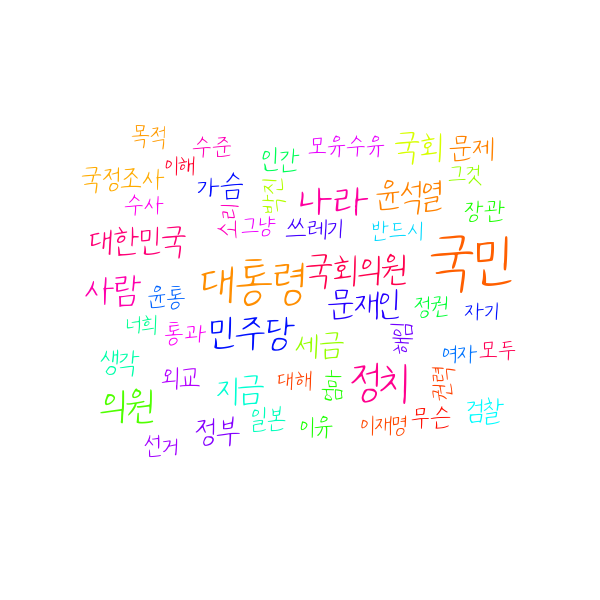 목적
수준
모유수유
국회
문제
국정조사
이해
인간
그것
가슴
박진
나라
윤석열
수사
소리
그냥
쓰레기
반드시
장관
대한민국
국민
사람
윤통
대통령
국회의원
문재인
정권
자기
너희
통과
민주당
세금
해임
여자
모두
생각
외교
지금
대해
정치
권력
의원
선거
정부
일본
이유
이재명
무슨
검찰